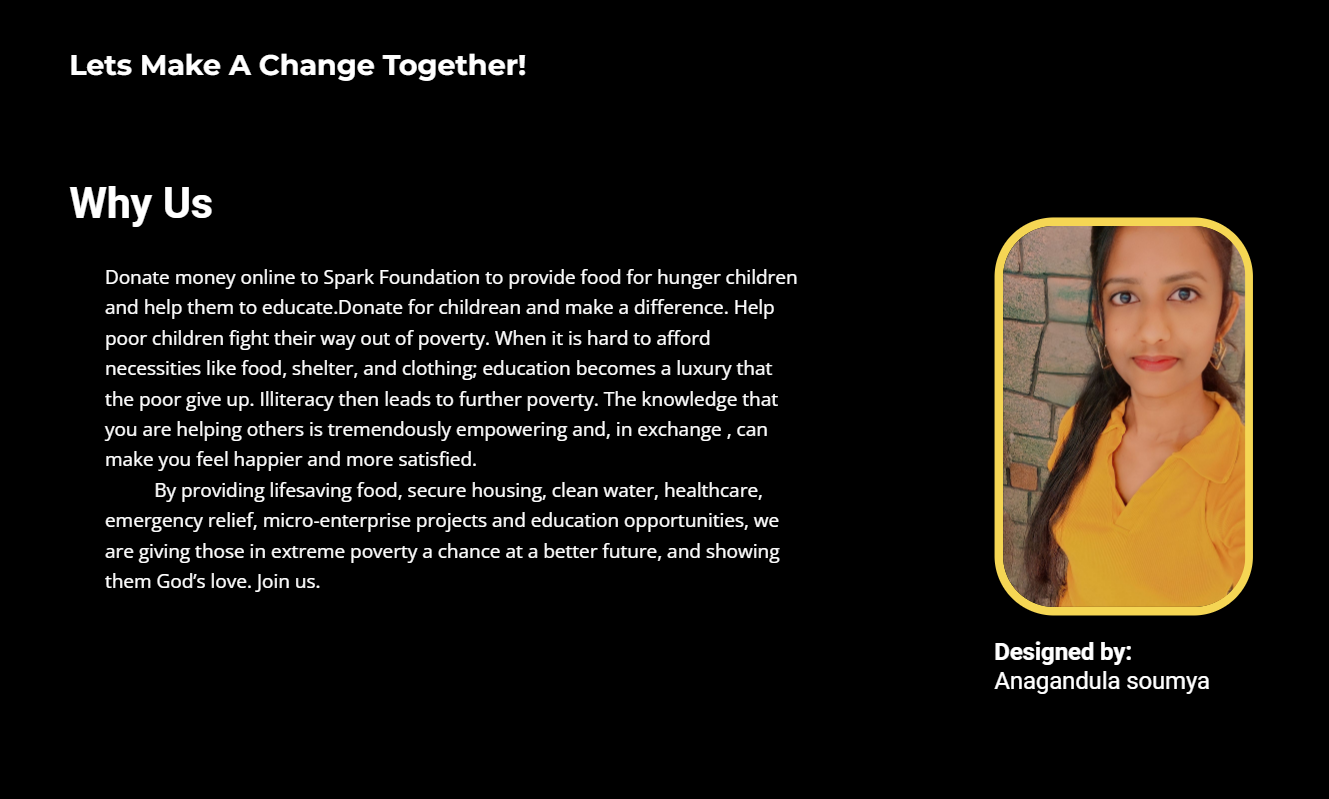 Lets Make A Change Together!
Why Us
Donate money online to Spark Foundation to provide food for hunger children
and help them to educate.Donate for childrean and make a difference. Help
poor children fight their way out of poverty. When it is hard to afford
necessities like food, shelter, and clothing; education becomes a luxury that
the poor give up. Illiteracy then leads to further poverty. The knowledge that
you are helping others is tremendously empowering and, in exchange , can
make you feel happier and more satisfied.
By providing lifesaving food, secure housing, clean water, healthcare,
emergency relief, micro-enterprise projects and education opportunities, we
are giving those in extreme poverty a chance at a better future, and showing
them God’s love. Join us.
Designed by:
Anagandula soumya